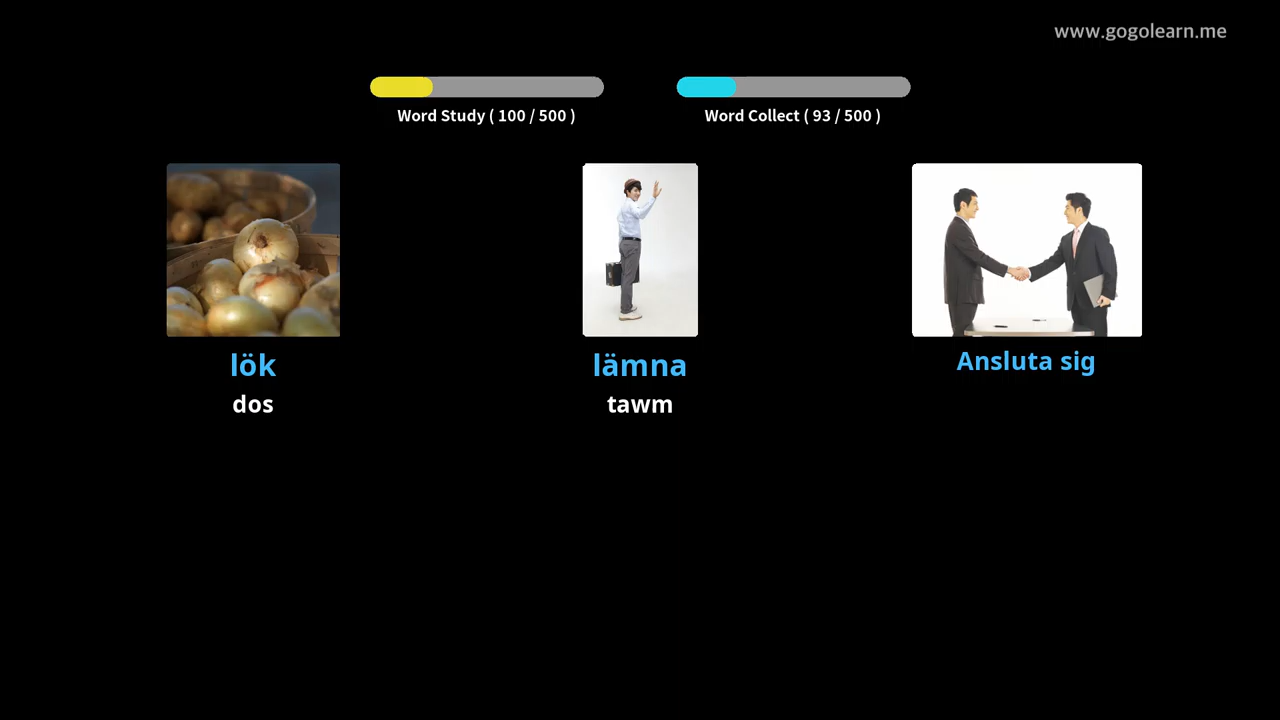 www.gogolearn.me
Word Study ( 100 / 500 )
Word Collect ( 93 / 500 )
lök
dos
lämna
tawm
Ansluta sig